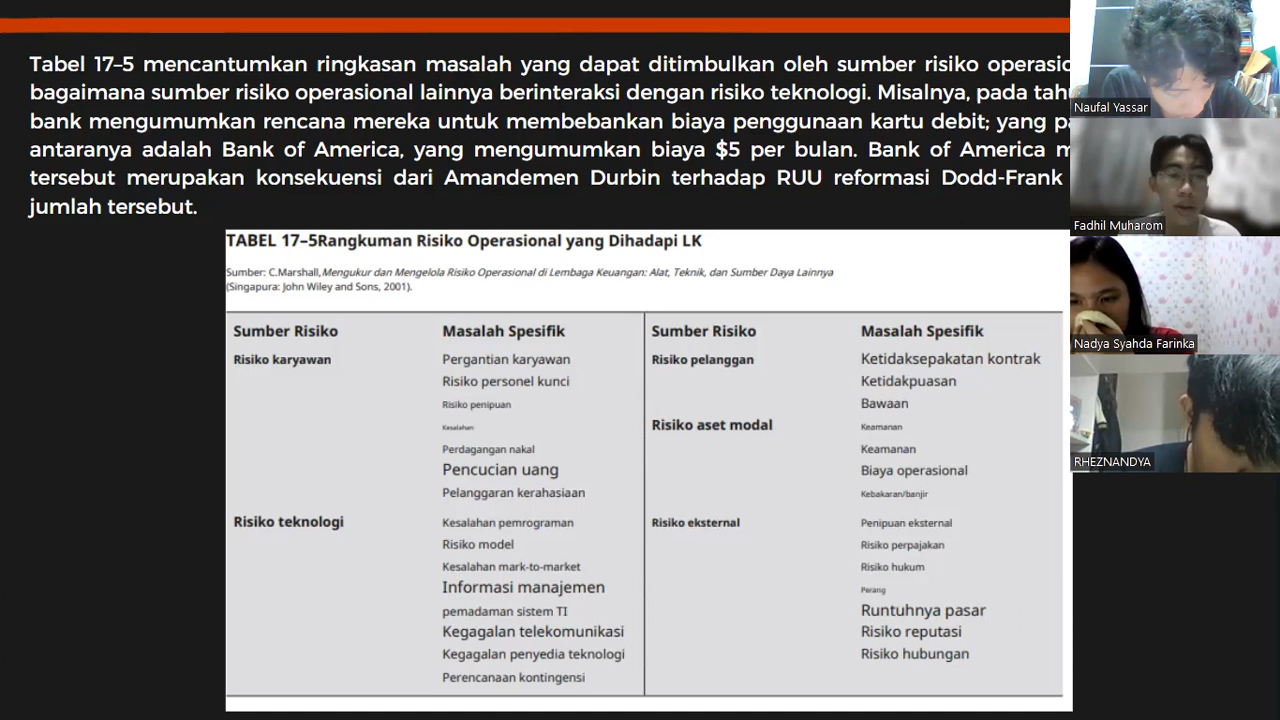 Tabel 17–5 mencantumkan ringkasan masalah yang dapat ditimbulkan oleh sumber risiko
bagaimana sumber risiko operasional lainnya berinteraksi dengan risiko teknologi. Misalnya, pada
bank mengumumkan rencana mereka untuk membebankan biaya penggunaan kartu debit; yang
antaranya adalah Bank of America, yang mengumumkan biaya $5 per bulan. Bank of America
tersebut merupakan konsekuensi dari Amandemen Durbin terhadap RUU reformasi Dodd-Frank
jumlah tersebut.
TABEL 17–5Rangkuman Risiko Operasional yang Dihadapi LK
Sumber: C.Marshall,Mengukur dan Mengelola Risiko Operasional di Lembaga Keuangan: Alat, Teknik, dan Sumber Daya Lainnya
(Singapura: John Wiley and Sons, 2001).
Sumber Risiko Masalah Spesifik
Risiko karyawan Pergantian karyawan
Risiko personel kunci
Risiko penipuan
Kesalahan
Perdagangan nakal
Pencucian uang
Pelanggaran kerahasiaan
Risiko teknologi Kesalahan pemrograman
Risiko model
Kesalahan mark-to-market
Informasi manajemen
pemadaman sistem TI
Kegagalan telekomunikasi
Kegagalan penyedia teknologi
Perencanaan kontingensi
Sumber Risiko Masalah Spesifik
Risiko pelanggan Ketidaksepakatan kontrak
Ketidakpuasan
Bawaan
Risiko aset modal Keamanan
Keamanan
Biaya operasional
Kebakaran/banjir
Risiko eksternal Penipuan eksternal
Risiko perpajakan
Risiko hukum
Perang
Runtuhnya pasar
Risiko reputasi
Risiko hubungan
Naufal Yassar
Fadhil Muharom
Nadya Syahda Farinka
RHEZNANDYA